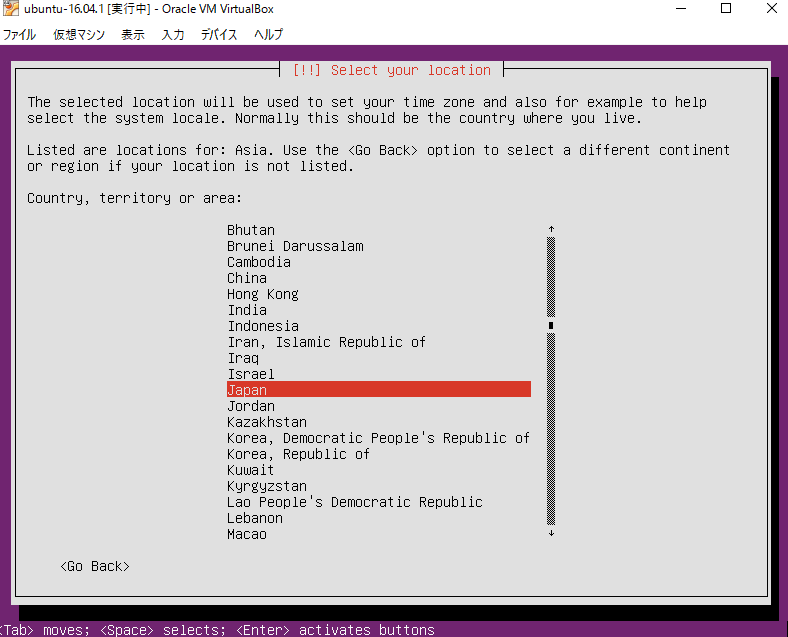 ubuntu-16.04.1 [実行中] - Oracle VM VirtualBox
ファイル 仮想マシン 表示 入力 デバイス ヘルプ
[!!] Select your location
The selected location will be used to set your time zone and also for example to help
select the system locale. Normally this should be the country where you live.
Listed are locations for: Asia. Use the <Go Back> option to select a different continent
or region if your location is not listed.
Country, territory or area:
Bhutan
Brunei Darussalam
Cambodia
China
Hong Kong
India
Indonesia
Iran, Islamic Republic of
Iraq
Israel
Japan
Jordan
Kazakhstan
Korea, Democratic People's Republic of
Korea, Republic of
Kuwait
Kyrgyzstan
Lao People's Democratic Republic
Lebanon
Macao
<Go Back>
<Tab> moves; <Space> selects; <Enter> activates buttons